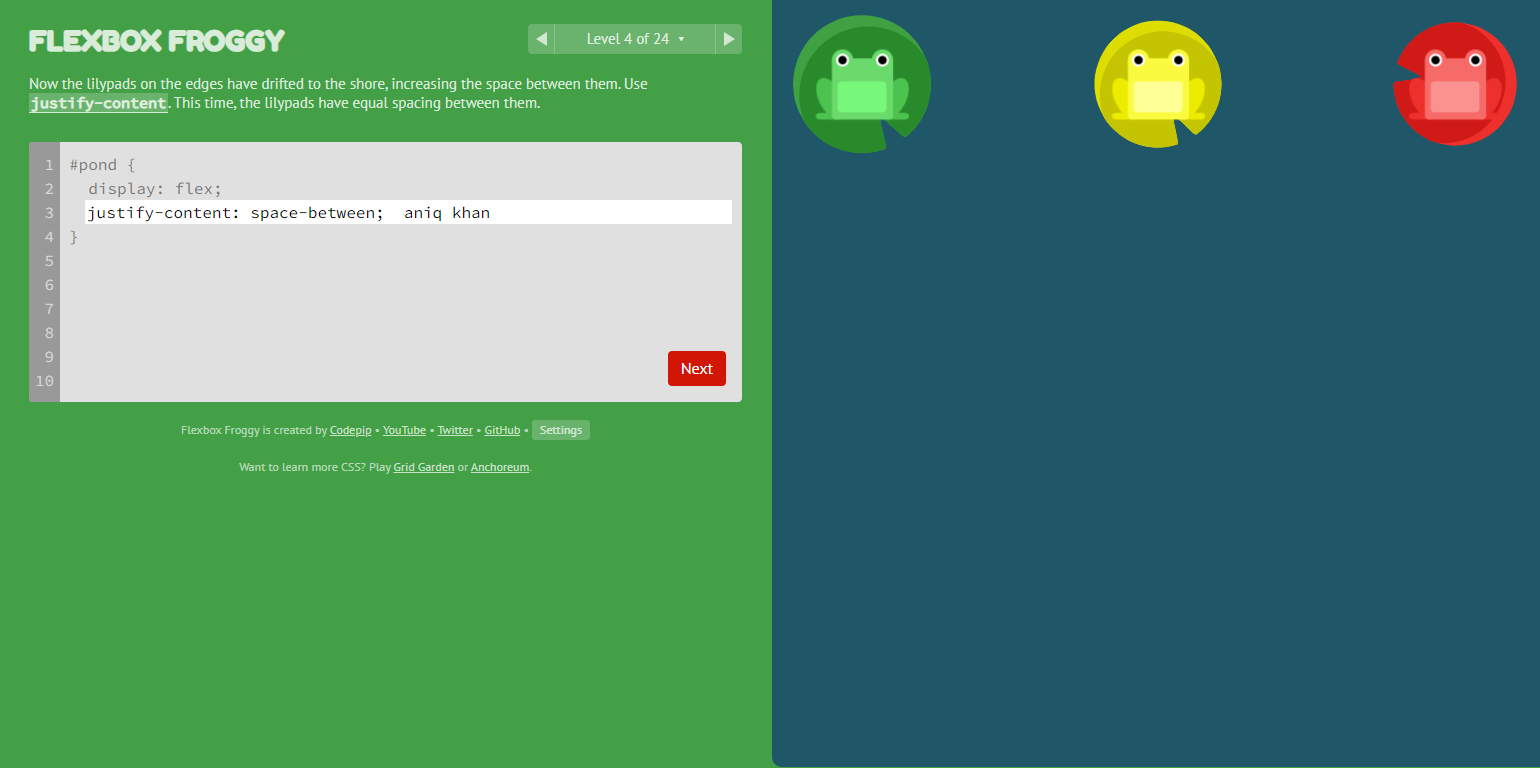 FLEXBOX FROGGY
Level 4 of 24
Now the lilypads on the edges have drifted to the shore, increasing the space between them. Use
justify-content. This time, the lilypads have equal spacing between them.
1 #pond {
2 display: flex;
3 justify-content: space-between;  aniq khan
4 }
5
6
7
8
9
10
Next
Flexbox Froggy is created by Codepip • YouTube • Twitter • GitHub • Settings
Want to learn more CSS? Play Grid Garden or Anchoreum.